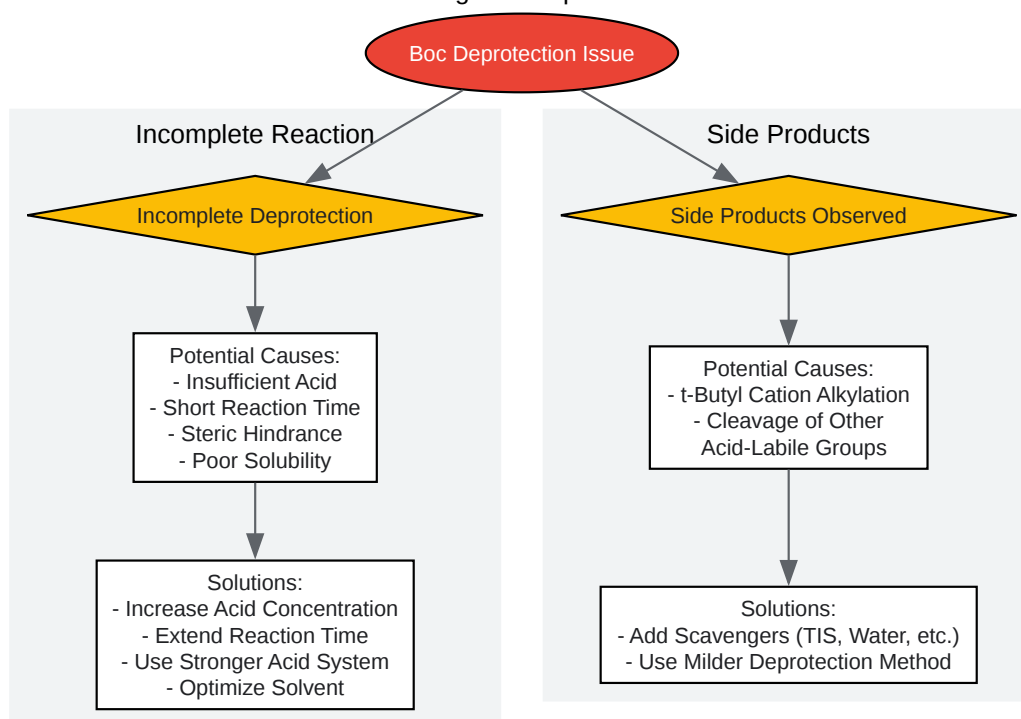 Boc Deprotection Issue
Incomplete Reaction
Incomplete Deprotection
Potential Causes:
- Insufficient Acid
- Short Reaction Time
- Steric Hindrance
- Poor Solubility
Solutions:
- Increase Acid Concentration
- Extend Reaction Time
- Use Stronger Acid System
- Optimize Solvent
Side Products
Side Products Observed
Potential Causes:
- t-Butyl Cation Alkylation
- Cleavage of Other
Acid-Labile Groups
Solutions:
- Add Scavengers (TIS, Water, etc.)
- Use Milder Deprotection Method